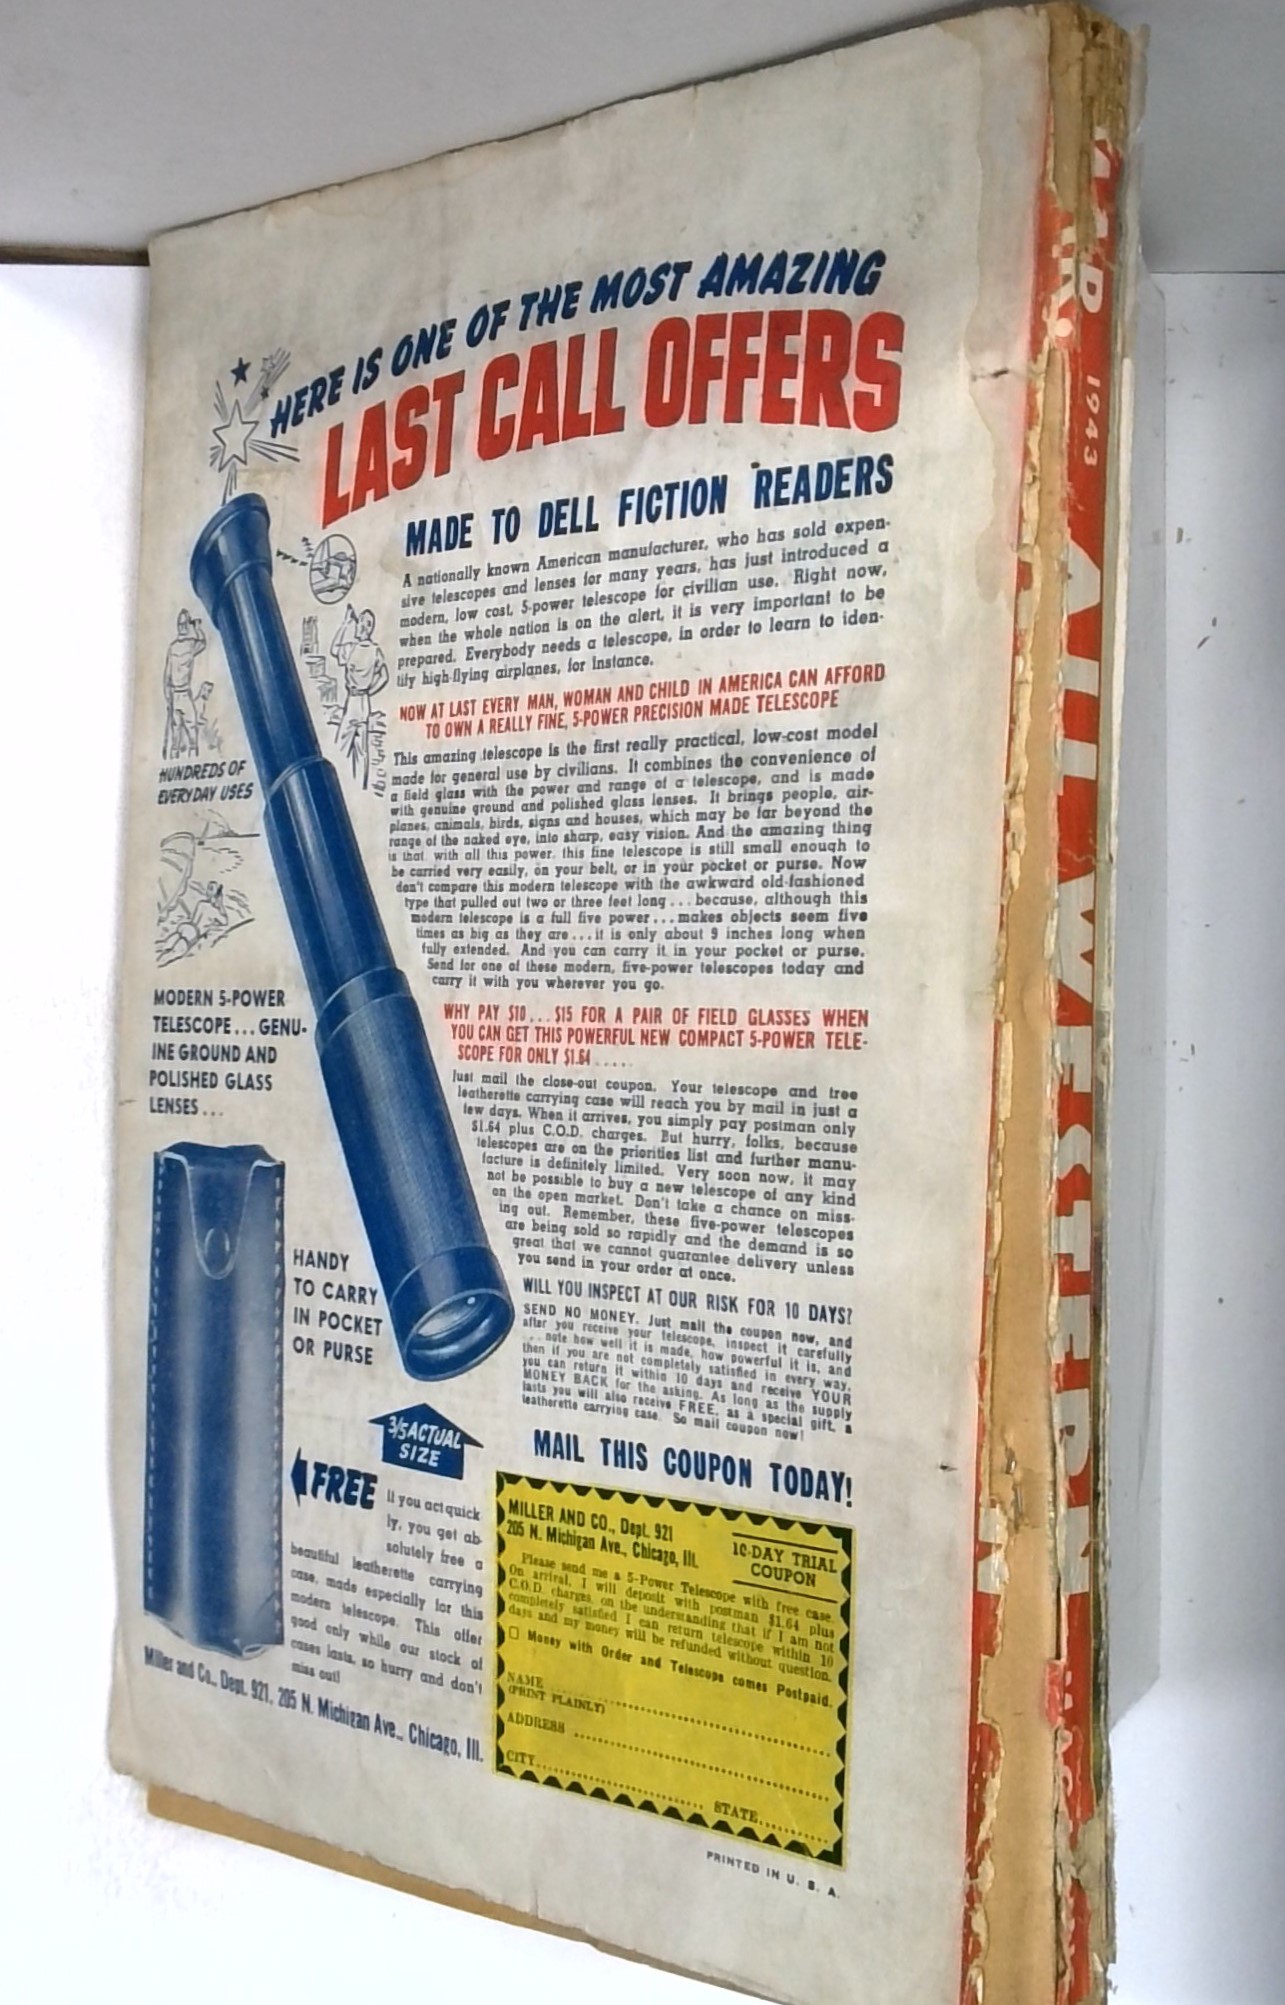 HERE IS ONE OF THE MOST AMAZING
LAST CALL OFFERS
MADE TO DELL FICTION READERS
A nationally known American manufacturer, who has sold expen-
sive telescopes and lenses for many years, has just introduced a
modern, low cost, 5-power telescope for civilian use. Right now,
when the whole nation is on the alert, it is very important to be
prepared. Everybody needs a telescope, in order to learn to iden-
tify high-flying airplanes, for instance.
NOW AT LAST EVERY MAN, WOMAN AND CHILD IN AMERICA CAN AFFORD
TO OWN A REALLY FINE, 5-POWER PRECISION MADE TELESCOPE
This amazing telescope is the first really practical, low-cost model
made for general use by civilians. It combines the convenience of
a field glass with the power and range of a telescope, and is made
with genuine ground and polished glass lenses. It brings people, air-
planes, animals, birds, signs and houses, which may be far beyond the
range of the naked eye, into sharp, easy vision. And the amazing thing
is that with all this power, this fine telescope is still small enough to
be carried very easily, on your belt, or in your pocket or purse. Now
don't compare this modern telescope with the awkward old-fashioned
type that pulled out two or three feet long... because, although this
modern telescope is a full five power... makes objects seem five
times as big as they are... it is only about 9 inches long when
fully extended. And you can carry it in your pocket or purse.
Send for one of these modern, five-power telescopes today and
carry it with you wherever you go.
WHY PAY $10... $15 FOR A PAIR OF FIELD GLASSES WHEN
YOU CAN GET THIS POWERFUL NEW COMPACT 5-POWER TELE-
SCOPE FOR ONLY $1.64 .....
Just mail the close-out coupon. Your telescope and free
leatherette carrying case will reach you by mail in just a
few days. When it arrives, you simply pay postman only
$1.64 plus C.O.D. charges. But hurry, folks, because
telescopes are on the priorities list and further manu-
facture is definitely limited. Very soon now, it may
not be possible to buy a new telescope of any kind
on the open market. Don't take a chance on miss-
ing out. Remember, these five-power telescopes
are being sold so rapidly and the demand is so
great that we cannot guarantee delivery unless
you send in your order at once.
WILL YOU INSPECT AT OUR RISK FOR 10 DAYS?
SEND NO MONEY. Just mail the coupon now, and
after you receive your telescope, inspect it carefully
... note how well it is made, how powerful it is, and
then if you are not completely satisfied in every way,
you can return it within 10 days and receive YOUR
MONEY BACK for the asking. As long as the supply
lasts you will also receive FREE, as a special gift, a
leatherette carrying case. So mail coupon now!
MAIL THIS COUPON TODAY!
HUNDREDS OF
EVERYDAY USES
MODERN 5-POWER
TELESCOPE... GENU-
INE GROUND AND
POLISHED GLASS
LENSES...
HANDY
TO CARRY
IN POCKET
OR PURSE
3/5 ACTUAL
SIZE
FREE
If you act quick
ly, you get ab-
solutely free a
beautiful leatherette carrying
case, made especially for this
modern telescope. This offer
good only while our stock of
cases lasts, so hurry and don't
miss out!
Miller and Co., Dept. 921, 205 N. Michigan Ave., Chicago, Ill.
MILLER AND CO., Dept. 921
205 N. Michigan Ave., Chicago, Ill.
10-DAY TRIAL
COUPON
Please send me a 5-Power Telescope with free case.
On arrival, I will deposit with postman $1.64 plus
C.O.D. charges, on the understanding that if I am not
completely satisfied I can return telescope within 10
days and my money will be refunded without question.
Money with Order and Telescope comes Postpaid.
NAME
(PRINT PLAINLY)
ADDRESS
CITY
STATE
PRINTED IN U. S. A.
1943
WESTERN